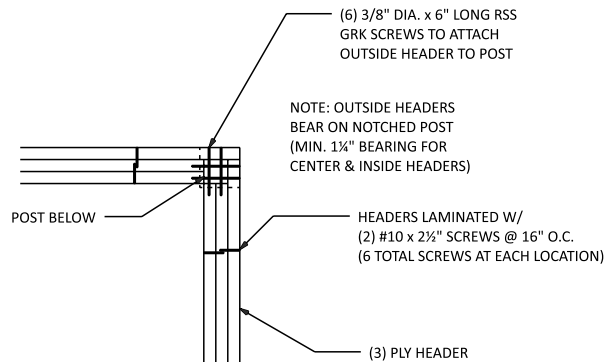 (6) 3/8" DIA. x 6" LONG RSS
GRK SCREWS TO ATTACH
OUTSIDE HEADER TO POST
NOTE: OUTSIDE HEADERS
BEAR ON NOTCHED POST
(MIN. 1¼" BEARING FOR
CENTER & INSIDE HEADERS)
POST BELOW
HEADERS LAMINATED W/
(2) #10 x 2½" SCREWS @ 16" O.C.
(6 TOTAL SCREWS AT EACH LOCATION)
(3) PLY HEADER